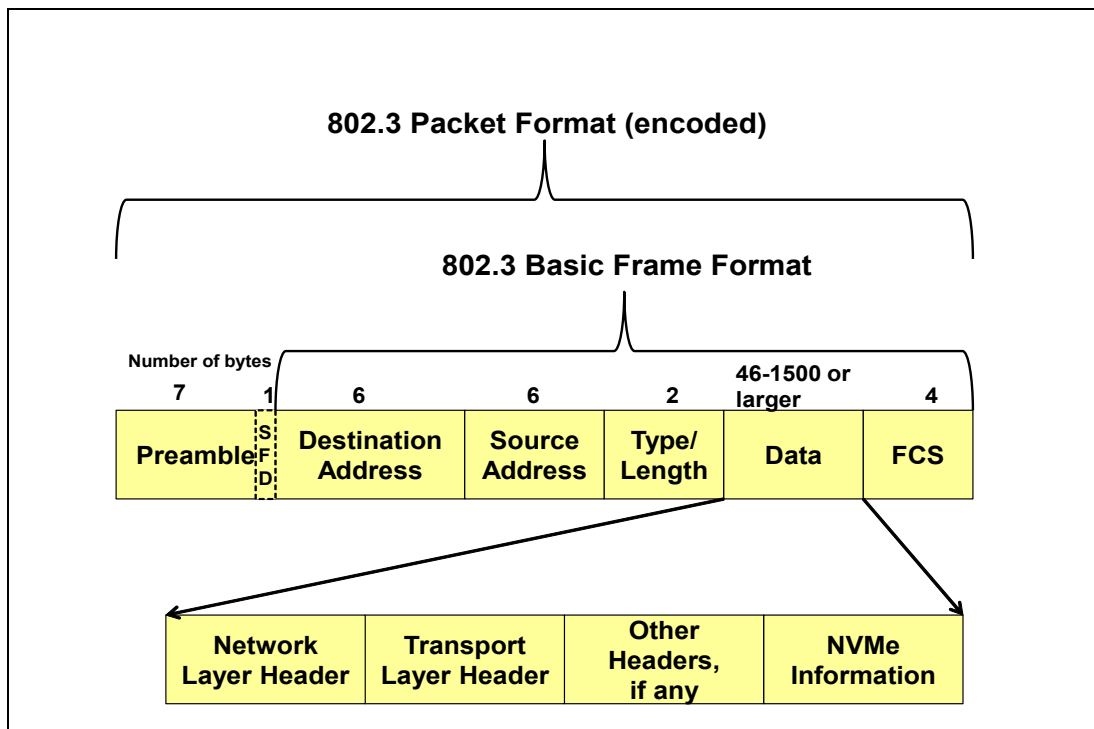 802.3 Packet Format (encoded)
802.3 Basic Frame Format
Number of bytes
7
1
6
6
2
46-1500 or
larger
4
Preamble
S
F
D
Destination
Address
Source
Address
Type/
Length
Data
FCS
Network
Layer Header
Transport
Layer Header
Other
Headers,
if any
NVMe
Information